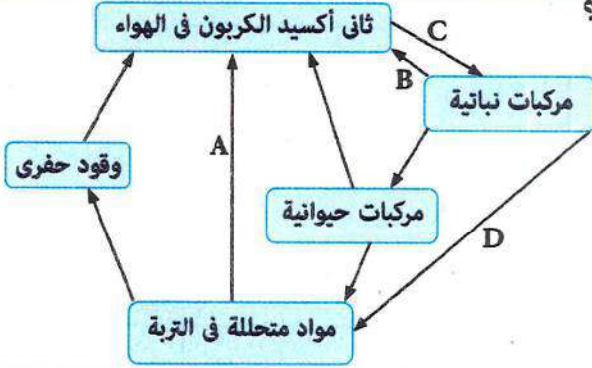 ؟
ثانى أكسيد الكربون فى الهواء
C
B
مركبات نباتية
A
وقود حفرى
مركبات حيوانية
D
مواد متحللة فى التربة